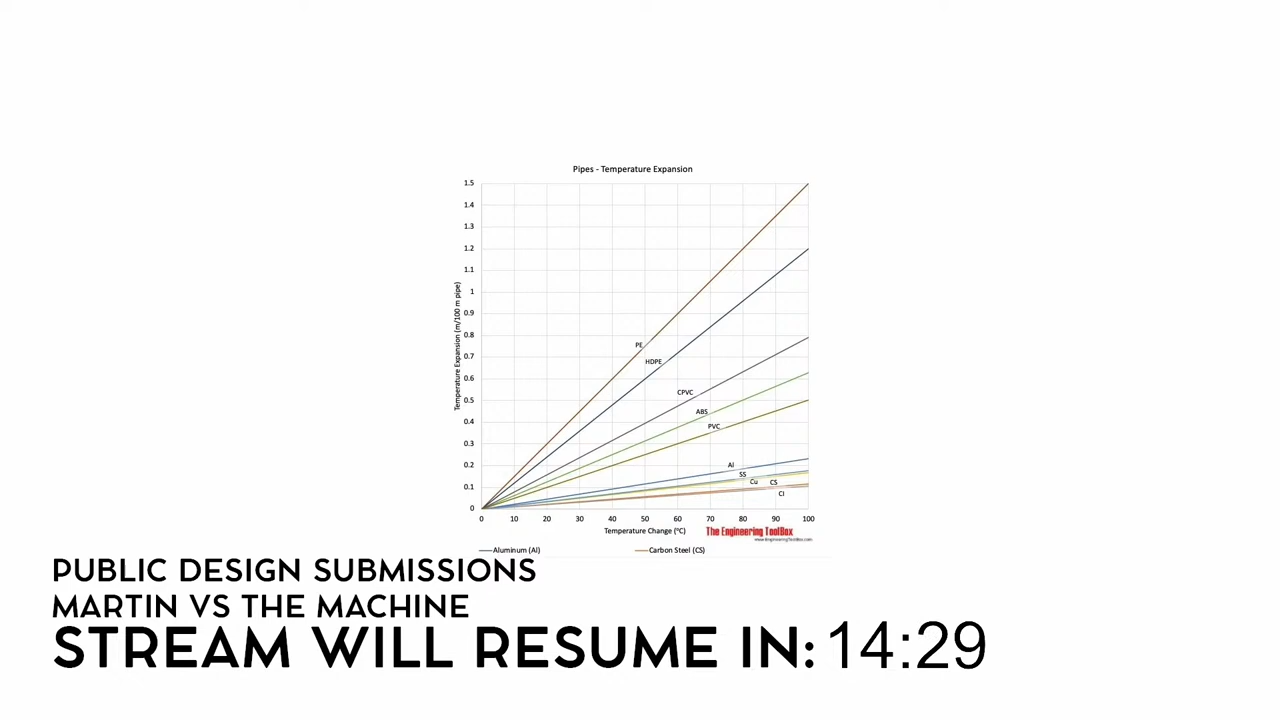 Pipes - Temperature Expansion
1.5
1.4
1.3
1.2
1.1
1
0.9
0.8
0.7
0.6
0.5
0.4
0.3
0.2
0.1
0
Temperature Expansion (m/100 m pipe)
PE
HDPE
CPVC
ABS
PVC
Al
SS
Cu
CS
CI
0 10 20 30 40 50 60 70 80 90 100
Temperature Change (°C)
The Engineering ToolBox
www.EngineeringToolBox.com
Aluminum (Al) Carbon Steel (CS)
PUBLIC DESIGN SUBMISSIONS
MARTIN VS THE MACHINE
STREAM WILL RESUME IN: 14:29